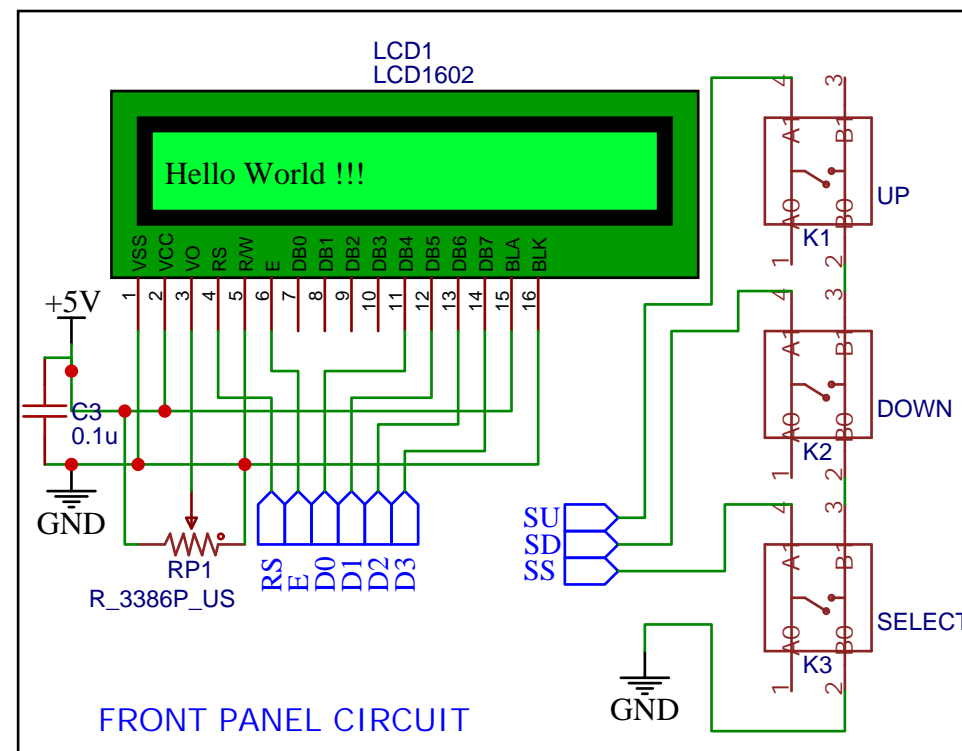 LCD1
LCD1602
Hello World !!!
VSS
VCC
VO
RS
R/W
E
DB0
DB1
DB2
DB3
DB4
DB5
DB6
DB7
BLA
BLK
1
2
3
4
5
6
7
8
9
10
11
12
13
14
15
16
+5V
C3
0.1u
GND
RP1
R_3386P_US
RS
E
D0
D1
D2
D3
SU
SD
SS
GND
4
3
A1
B1
A0
B0
UP
K1
1
2
4
3
A1
B1
A0
B0
DOWN
K2
1
2
4
3
A1
B1
A0
B0
SELECT
K3
1
2
FRONT PANEL CIRCUIT